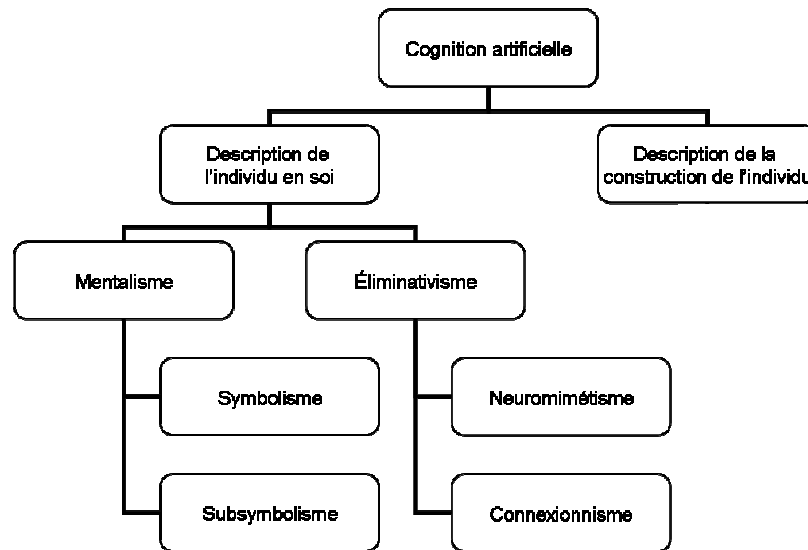 Cognition artificielle
Description de
l'individu en soi
Description de la
construction de l'individu
Mentalisme
Éliminativisme
Symbolisme
Neuromimétisme
Subsymbolisme
Connexionnisme